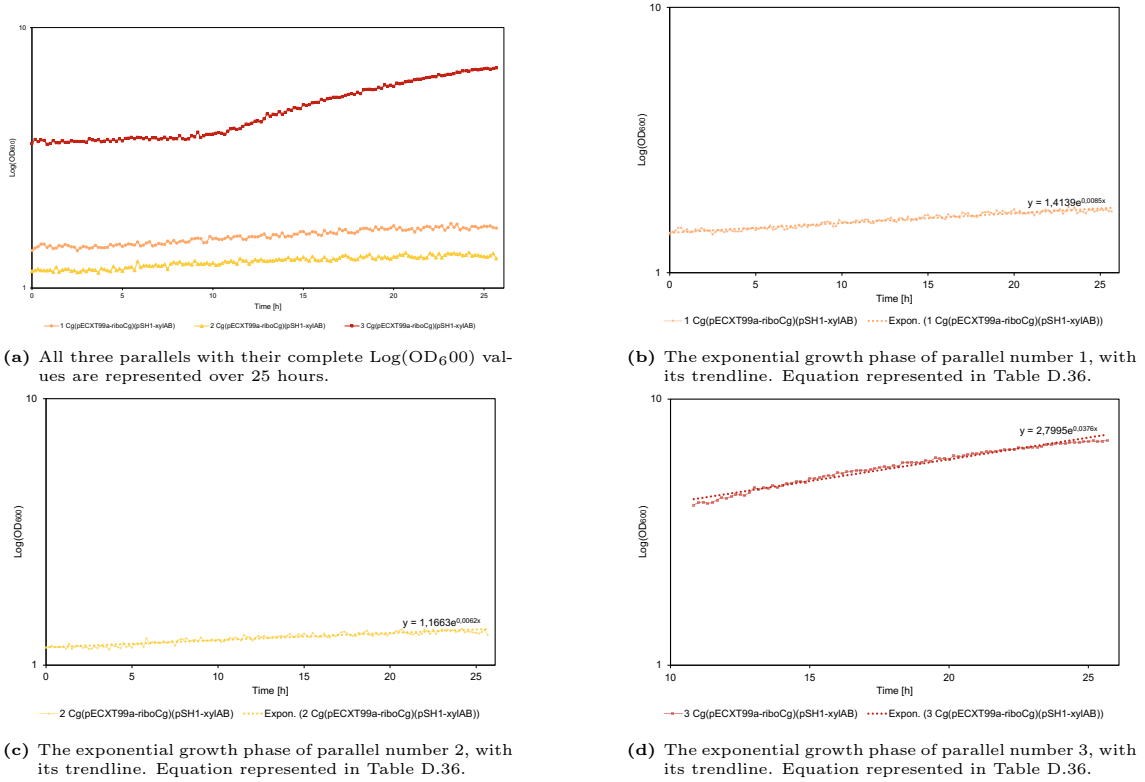 10
Log(OD600)
1
0
5
10
15
20
25
Time [h]
1 Cg(pECXT99a-riboCg)(pSH1-xylAB)
2 Cg(pECXT99a-riboCg)(pSH1-xylAB)
3 Cg(pECXT99a-riboCg)(pSH1-xylAB)
(a) All three parallels with their complete Log(OD₆00) val-
ues are represented over 25 hours.
10
Log(OD600)
y = 1,4139e^0,0085x
1
0
5
10
15
20
25
Time [h]
1 Cg(pECXT99a-riboCg)(pSH1-xylAB)
Expon. (1 Cg(pECXT99a-riboCg)(pSH1-xylAB))
(b) The exponential growth phase of parallel number 1, with
its trendline. Equation represented in Table D.36.
10
Log(OD600)
y = 1,1663e^0,0062x
1
0
5
10
15
20
25
Time [h]
2 Cg(pECXT99a-riboCg)(pSH1-xylAB)
Expon. (2 Cg(pECXT99a-riboCg)(pSH1-xylAB))
(c) The exponential growth phase of parallel number 2, with
its trendline. Equation represented in Table D.36.
10
Log(OD600)
y = 2,7995e^0,0376x
1
10
15
20
25
Time [h]
3 Cg(pECXT99a-riboCg)(pSH1-xylAB)
Expon. (3 Cg(pECXT99a-riboCg)(pSH1-xylAB))
(d) The exponential growth phase of parallel number 3, with
its trendline. Equation represented in Table D.36.